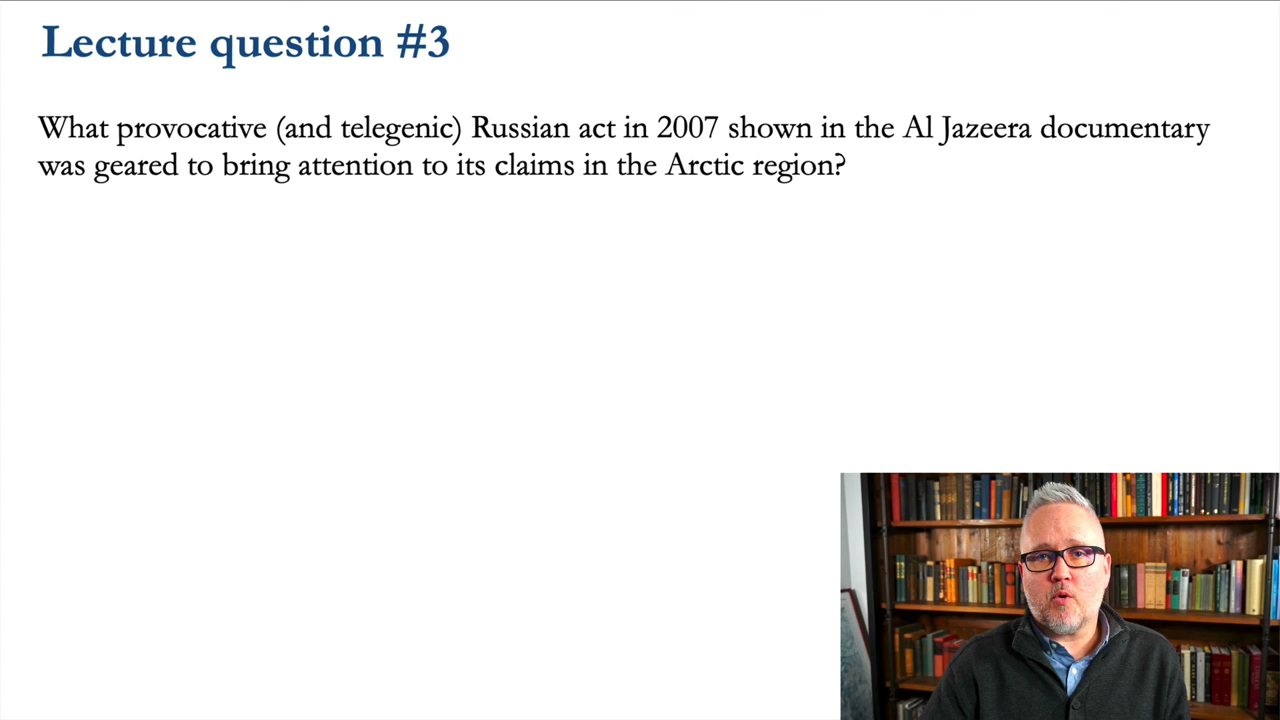 Lecture question #3
What provocative (and telegenic) Russian act in 2007 shown in the Al Jazeera documentary
was geared to bring attention to its claims in the Arctic region?